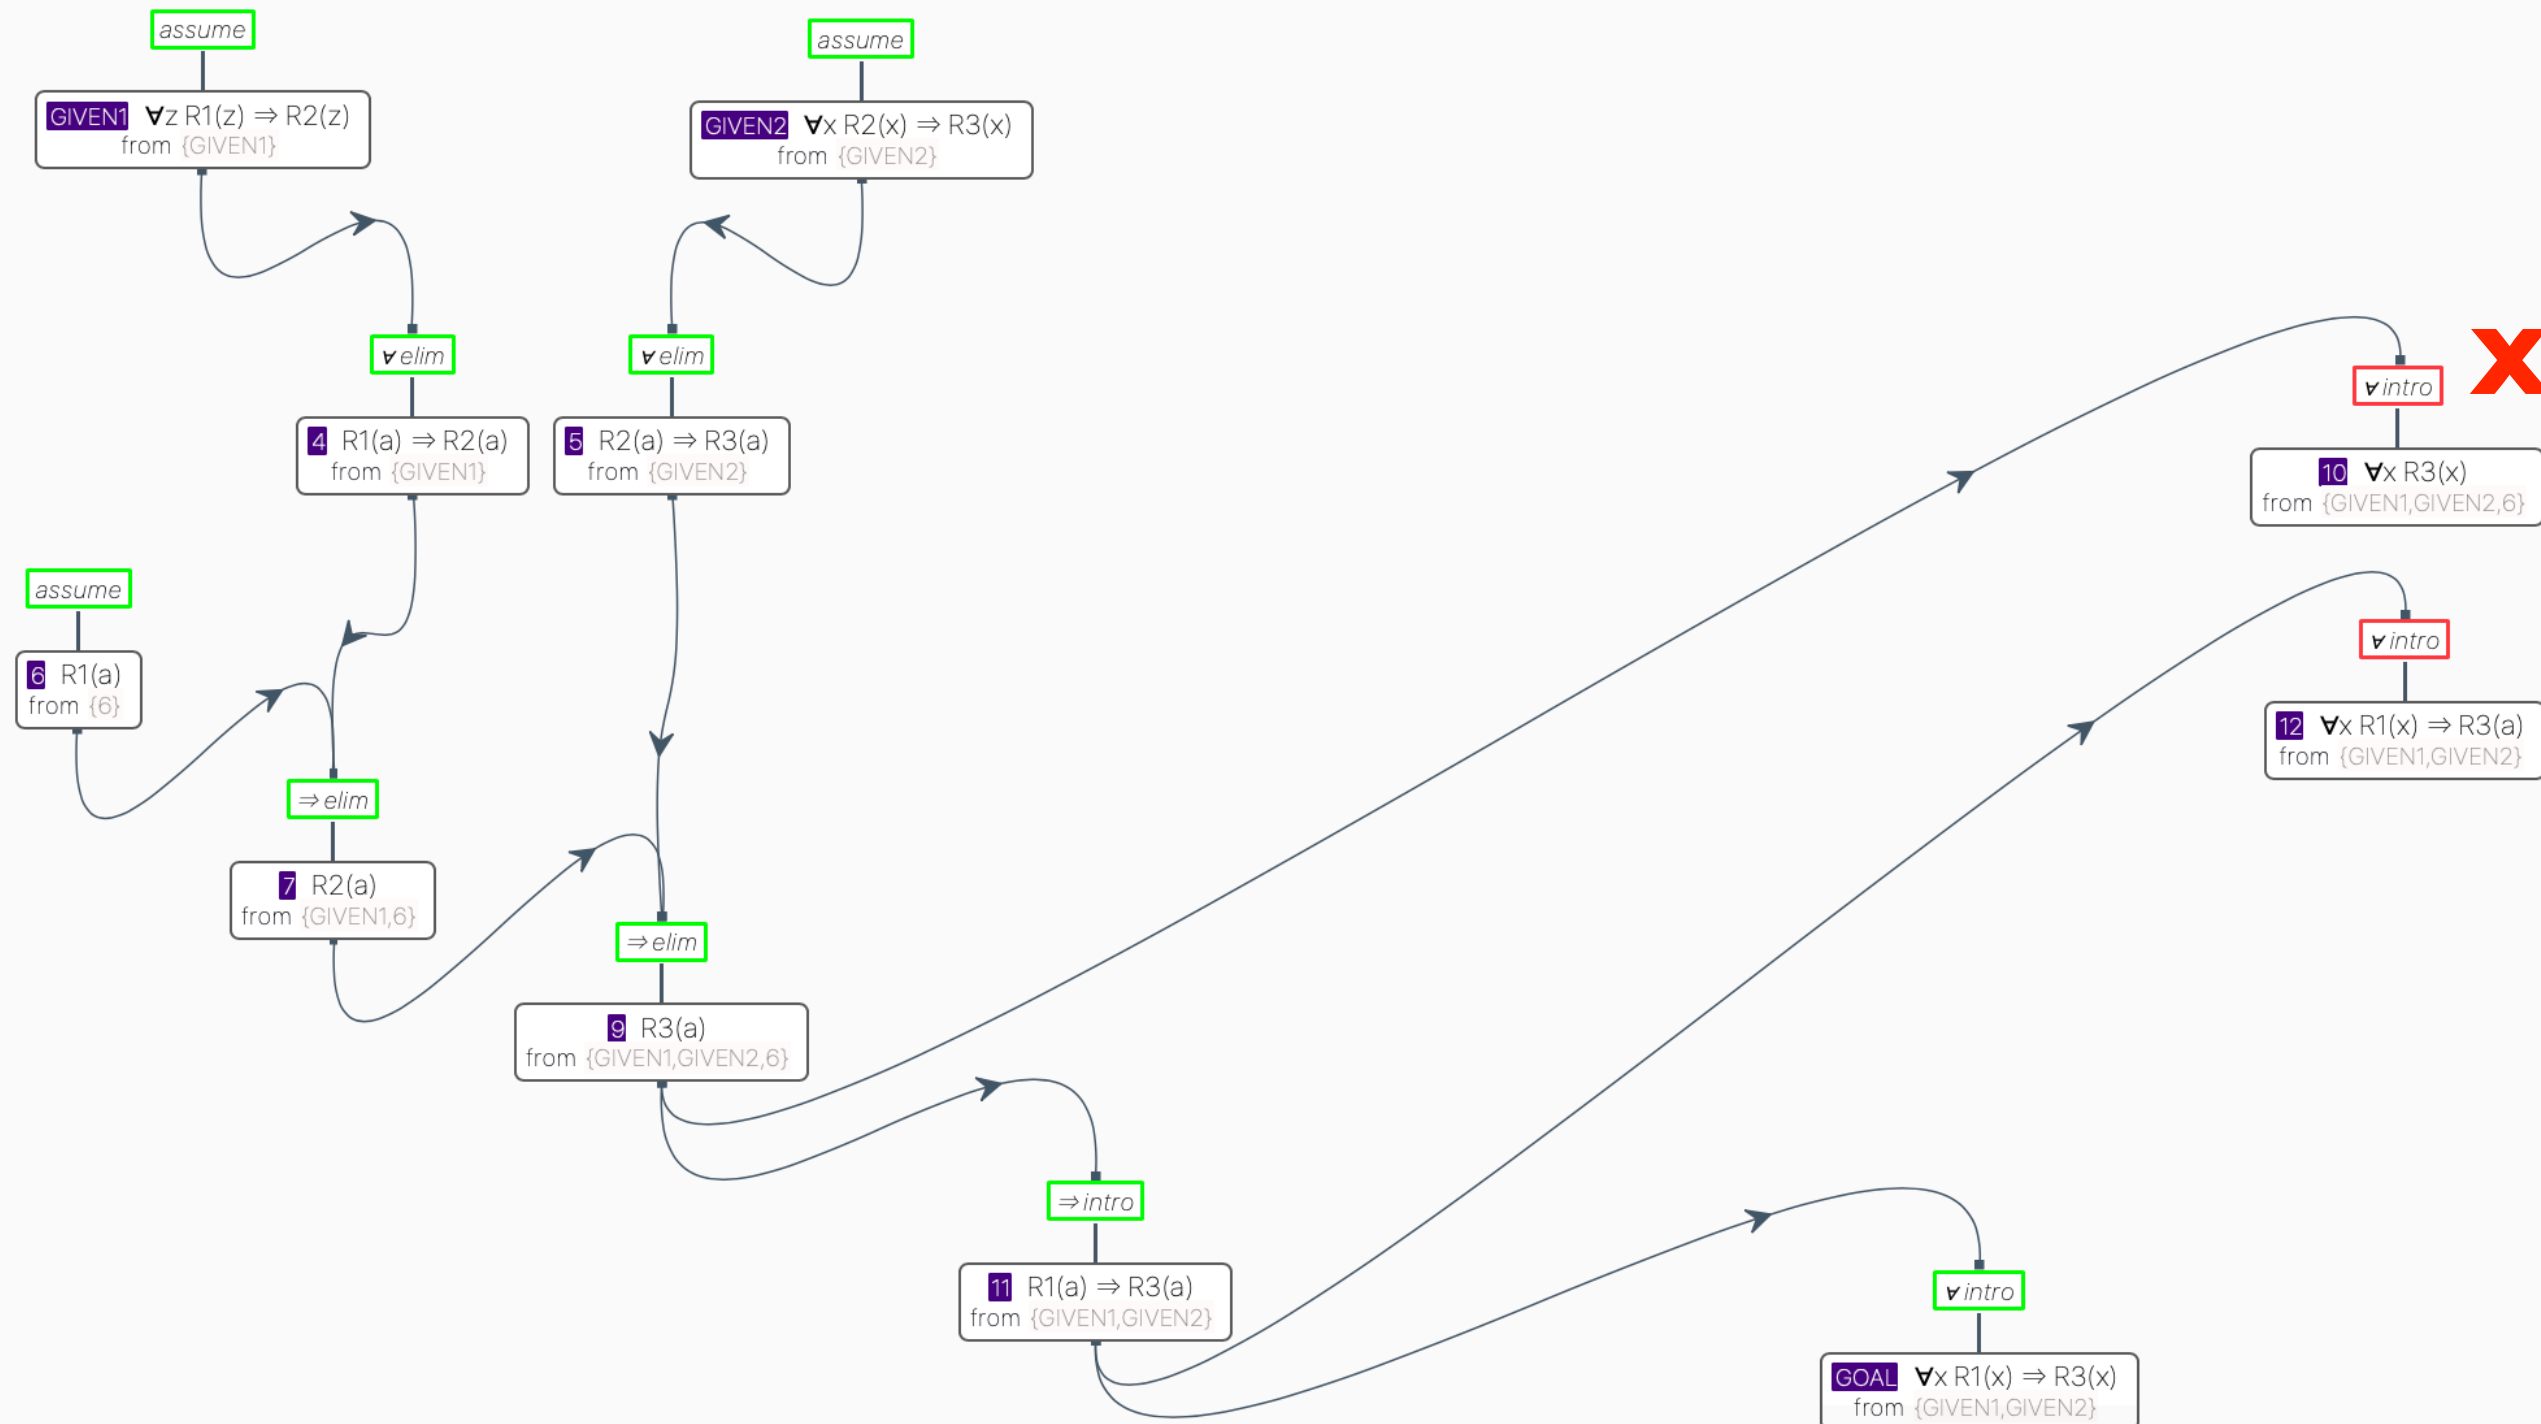 assume
GIVEN1 ∀z R1(z) ⇒ R2(z)
from {GIVEN1}
assume
GIVEN2 ∀x R2(x) ⇒ R3(x)
from {GIVEN2}
∀ elim
4 R1(a) ⇒ R2(a)
from {GIVEN1}
∀ elim
5 R2(a) ⇒ R3(a)
from {GIVEN2}
∀ intro
X
10 ∀x R3(x)
from {GIVEN1,GIVEN2,6}
assume
6 R1(a)
from {6}
∀ intro
12 ∀x R1(x) ⇒ R3(a)
from {GIVEN1,GIVEN2}
⇒ elim
7 R2(a)
from {GIVEN1,6}
⇒ elim
9 R3(a)
from {GIVEN1,GIVEN2,6}
⇒ intro
11 R1(a) ⇒ R3(a)
from {GIVEN1,GIVEN2}
∀ intro
GOAL ∀x R1(x) ⇒ R3(x)
from {GIVEN1,GIVEN2}